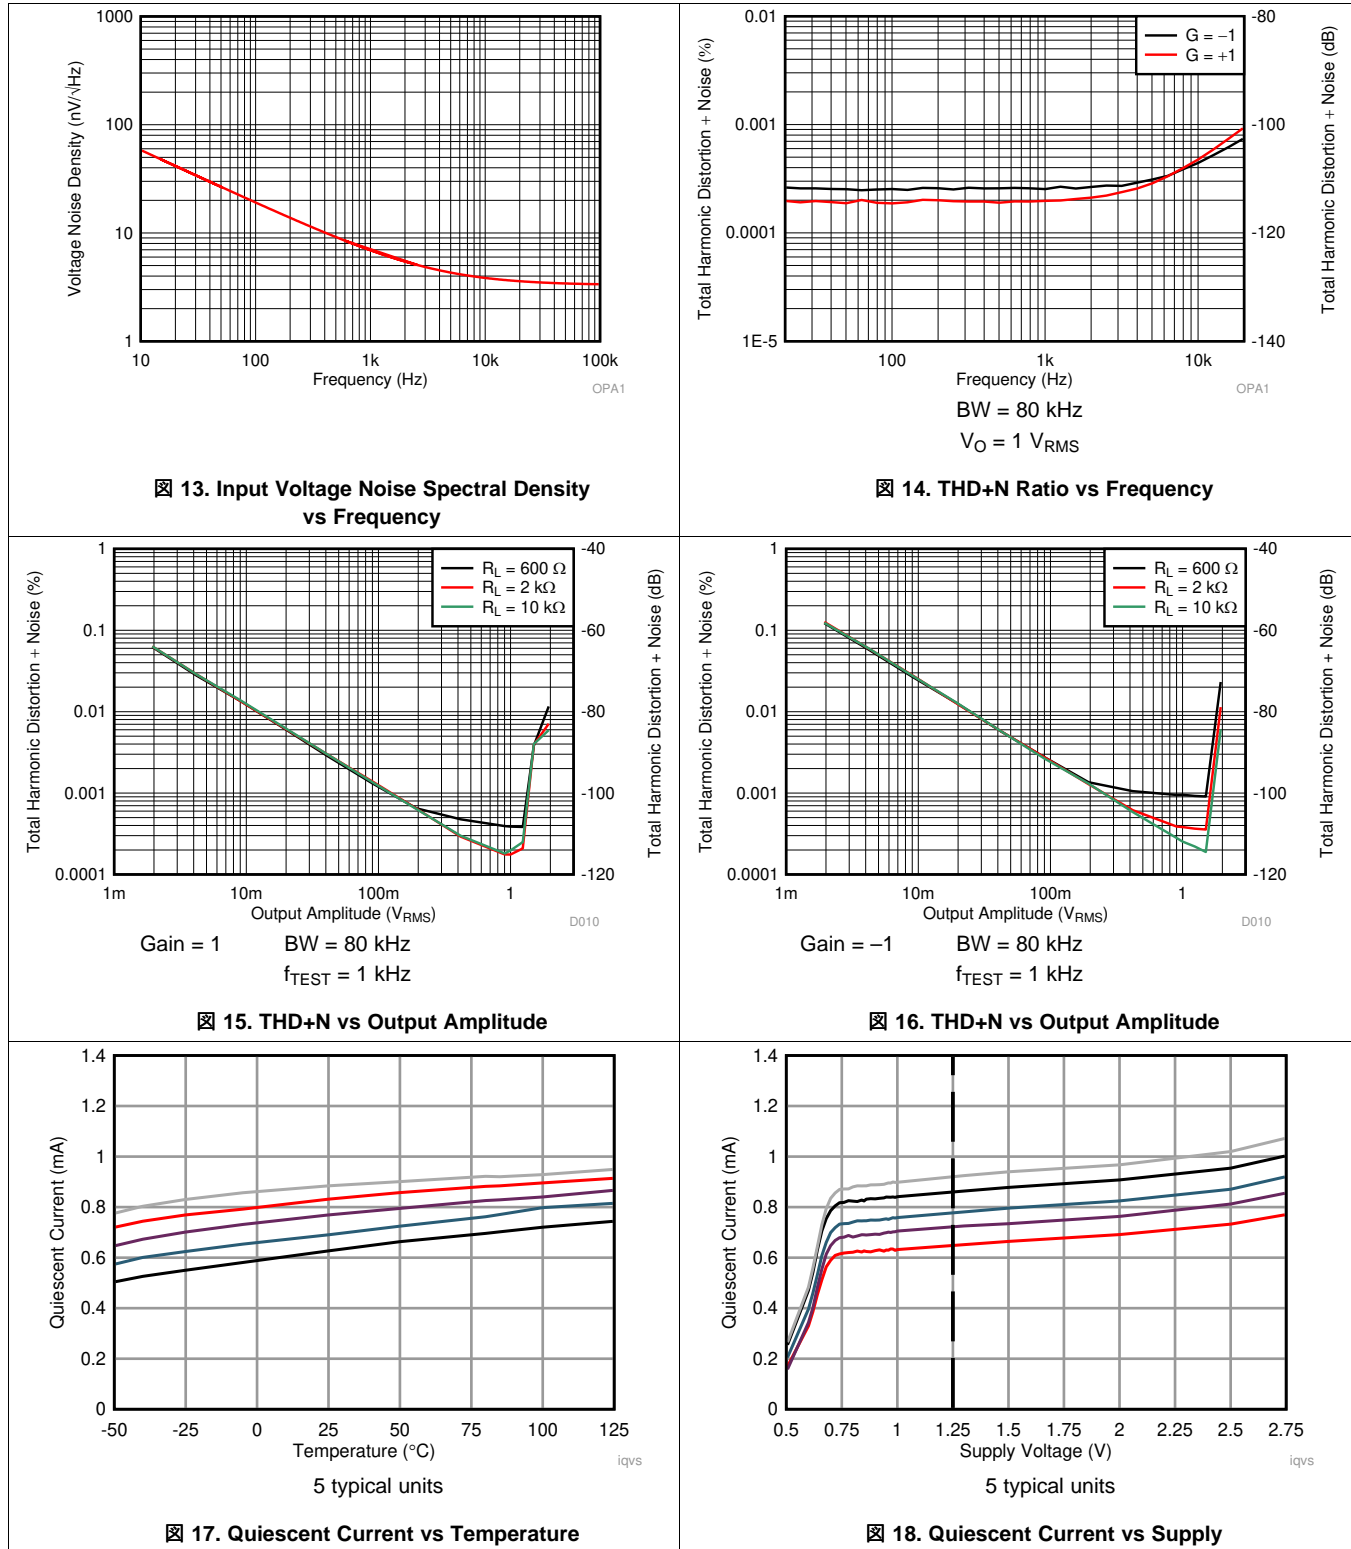 1000
100
10
1
Voltage Noise Density (nV/√Hz)
10 100 1k 10k 100k
Frequency (Hz)
OPA1
図 13. Input Voltage Noise Spectral Density
vs Frequency
0.01
0.001
0.0001
1E-5
Total Harmonic Distortion + Noise (%)
-80
-100
-120
-140
Total Harmonic Distortion + Noise (dB)
G = −1
G = +1
100 1k 10k
Frequency (Hz)
OPA1
BW = 80 kHz
VO = 1 VRMS
図 14. THD+N Ratio vs Frequency
1
0.1
0.01
0.001
0.0001
Total Harmonic Distortion + Noise (%)
-40
-60
-80
-100
-120
Total Harmonic Distortion + Noise (dB)
RL = 600 Ω
RL = 2 kΩ
RL = 10 kΩ
1m 10m 100m 1
Output Amplitude (VRMS)
D010
Gain = 1 BW = 80 kHz
fTEST = 1 kHz
図 15. THD+N vs Output Amplitude
1
0.1
0.01
0.001
0.0001
Total Harmonic Distortion + Noise (%)
-40
-60
-80
-100
-120
Total Harmonic Distortion + Noise (dB)
RL = 600 Ω
RL = 2 kΩ
RL = 10 kΩ
1m 10m 100m 1
Output Amplitude (VRMS)
D010
Gain = −1 BW = 80 kHz
fTEST = 1 kHz
図 16. THD+N vs Output Amplitude
1.4
1.2
1
0.8
0.6
0.4
0.2
0
Quiescent Current (mA)
-50 -25 0 25 50 75 100 125
Temperature (°C)
iqvs
5 typical units
図 17. Quiescent Current vs Temperature
1.4
1.2
1
0.8
0.6
0.4
0.2
0
Quiescent Current (mA)
0.5 0.75 1 1.25 1.5 1.75 2 2.25 2.5 2.75
Supply Voltage (V)
iqvs
5 typical units
図 18. Quiescent Current vs Supply